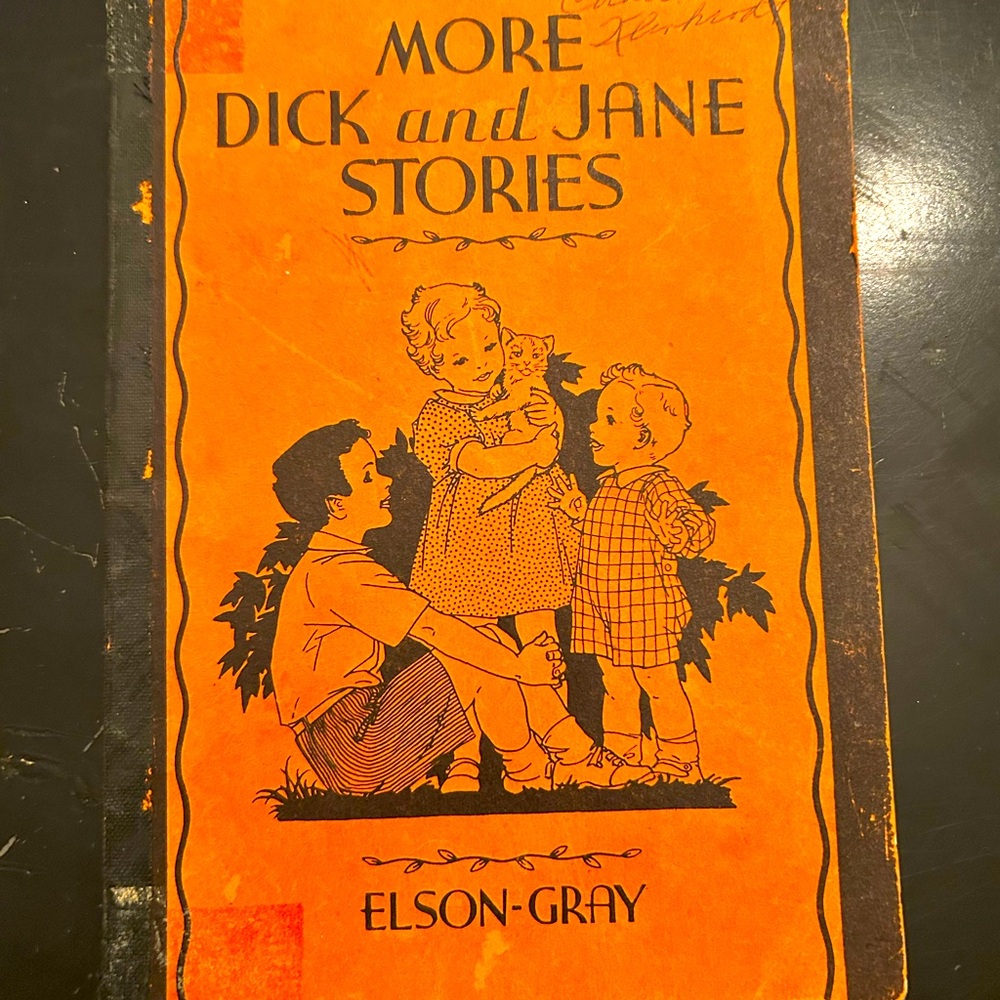 MORE
DICK and JANE
STORIES
ELSON-GRAY